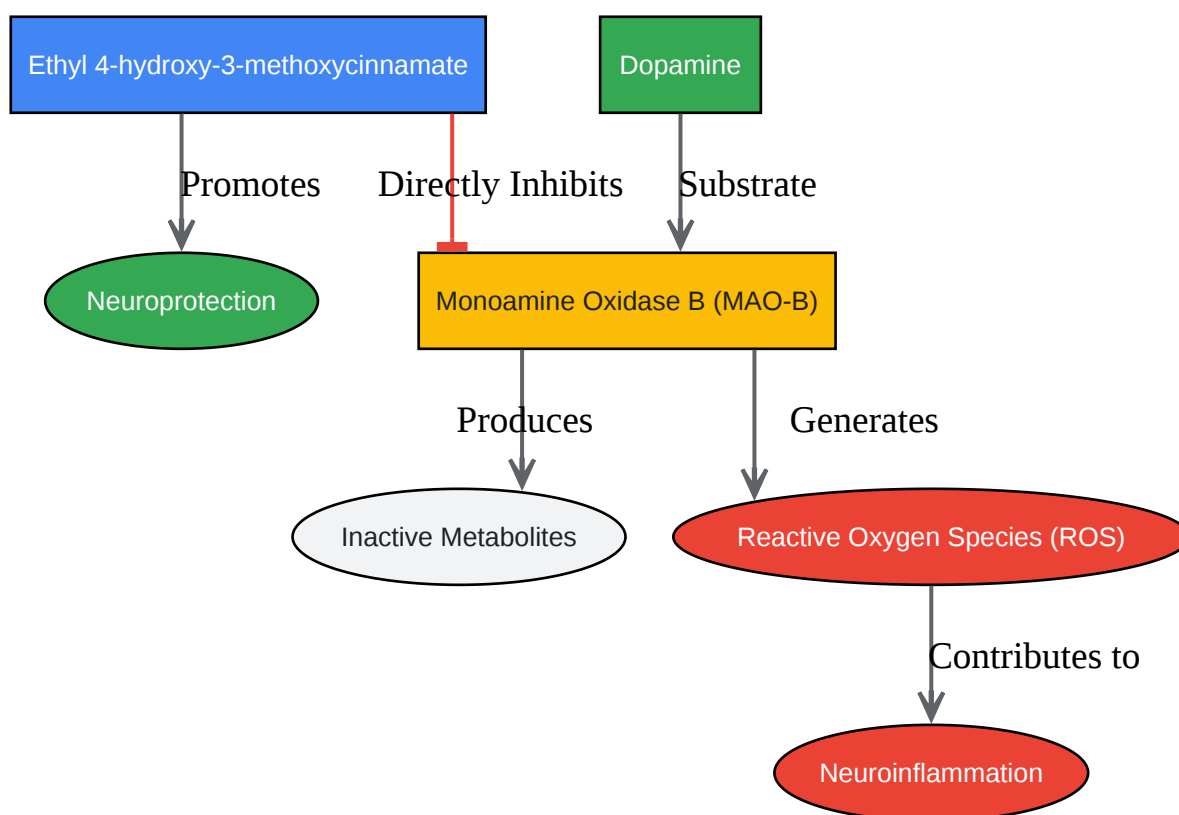 Ethyl 4-hydroxy-3-methoxycinnamate
Dopamine
Promotes
Directly Inhibits
Substrate
Neuroprotection
Monoamine Oxidase B (MAO-B)
Produces
Generates
Inactive Metabolites
Reactive Oxygen Species (ROS)
Contributes to
Neuroinflammation